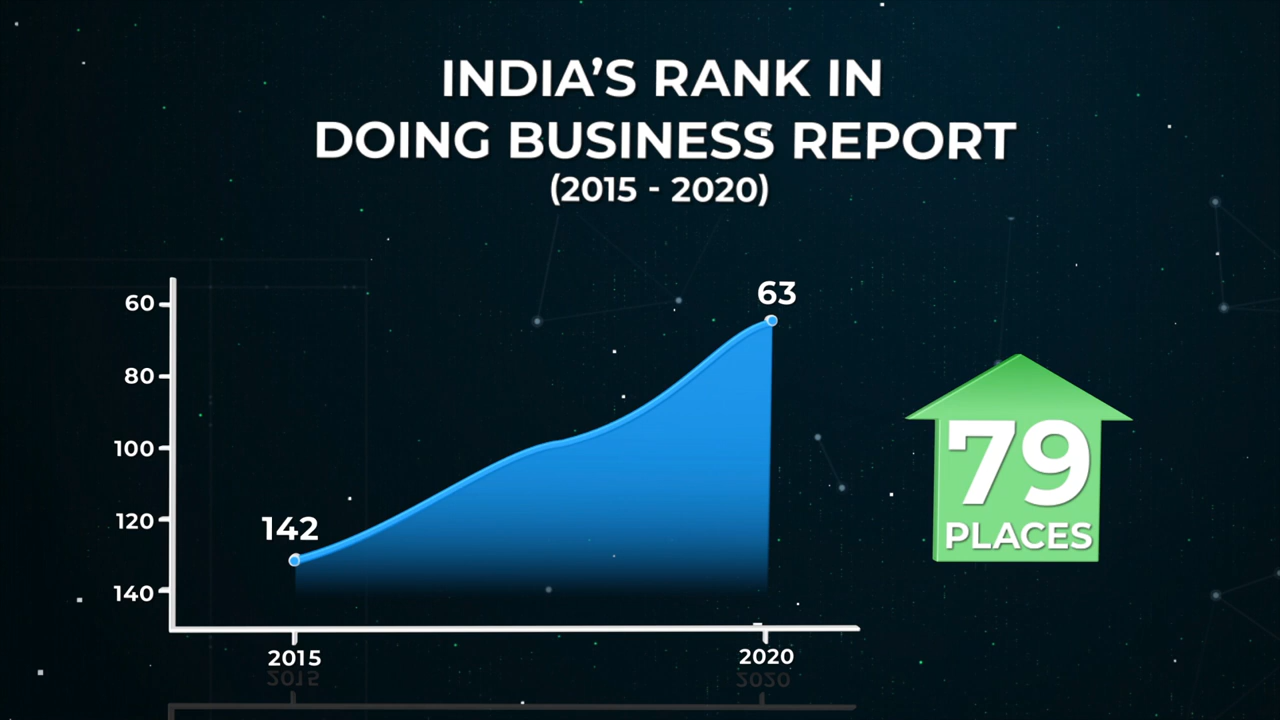 INDIA'S RANK IN
DOING BUSINESS REPORT
(2015 - 2020)
60
80
100
120
140
142
63
2015
2020
79
PLACES